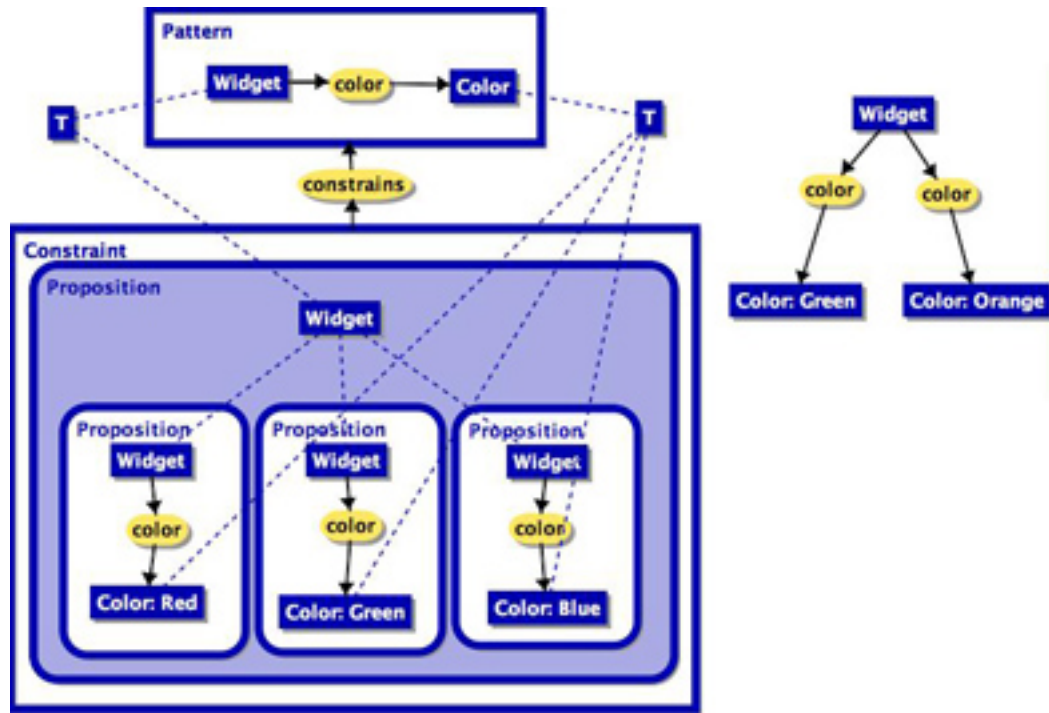 Pattern
Widget color Color
T T
constrains
Constraint
Proposition
Widget
Proposition Proposition Proposition
Widget Widget Widget
color color color
Color: Red Color: Green Color: Blue
Widget
color color
Color: Green Color: Orange